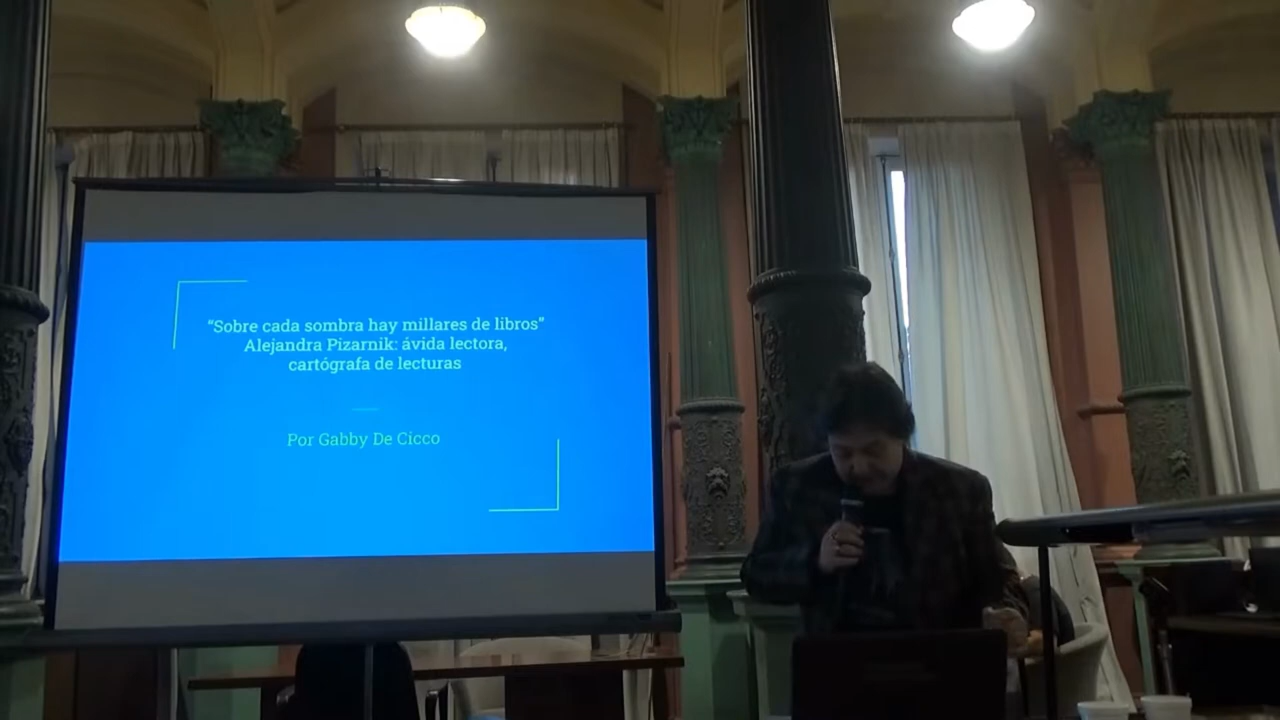 “Sobre cada sombra hay millares de libros”
Alejandra Pizarnik: ávida lectora,
cartógrafa de lecturas
Por Gabby De Cicco